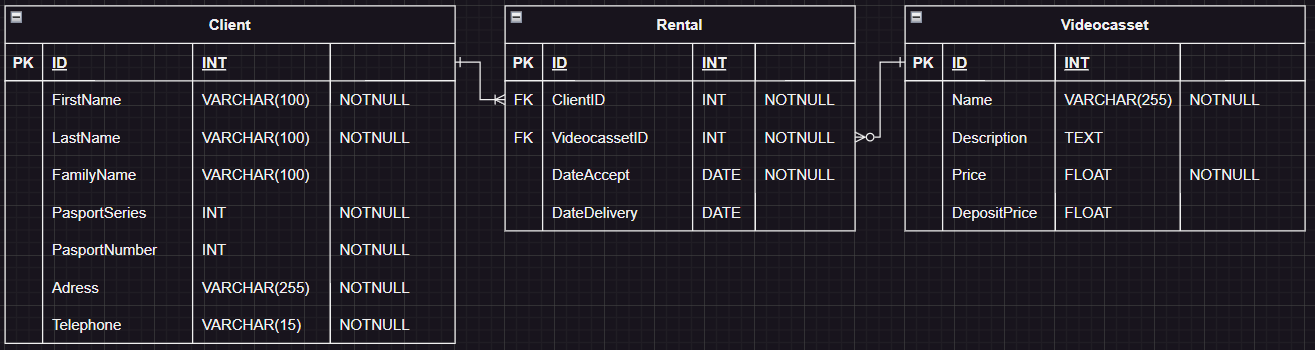 Client
PK ID INT
FirstName VARCHAR(100) NOTNULL
LastName VARCHAR(100) NOTNULL
FamilyName VARCHAR(100)
PasportSeries INT NOTNULL
PasportNumber INT NOTNULL
Adress VARCHAR(255) NOTNULL
Telephone VARCHAR(15) NOTNULL
Rental
PK ID INT
FK ClientID INT NOTNULL
FK VideocassetID INT NOTNULL
DateAccept DATE NOTNULL
DateDelivery DATE
Videocasset
PK ID INT
Name VARCHAR(255) NOTNULL
Description TEXT
Price FLOAT NOTNULL
DepositPrice FLOAT